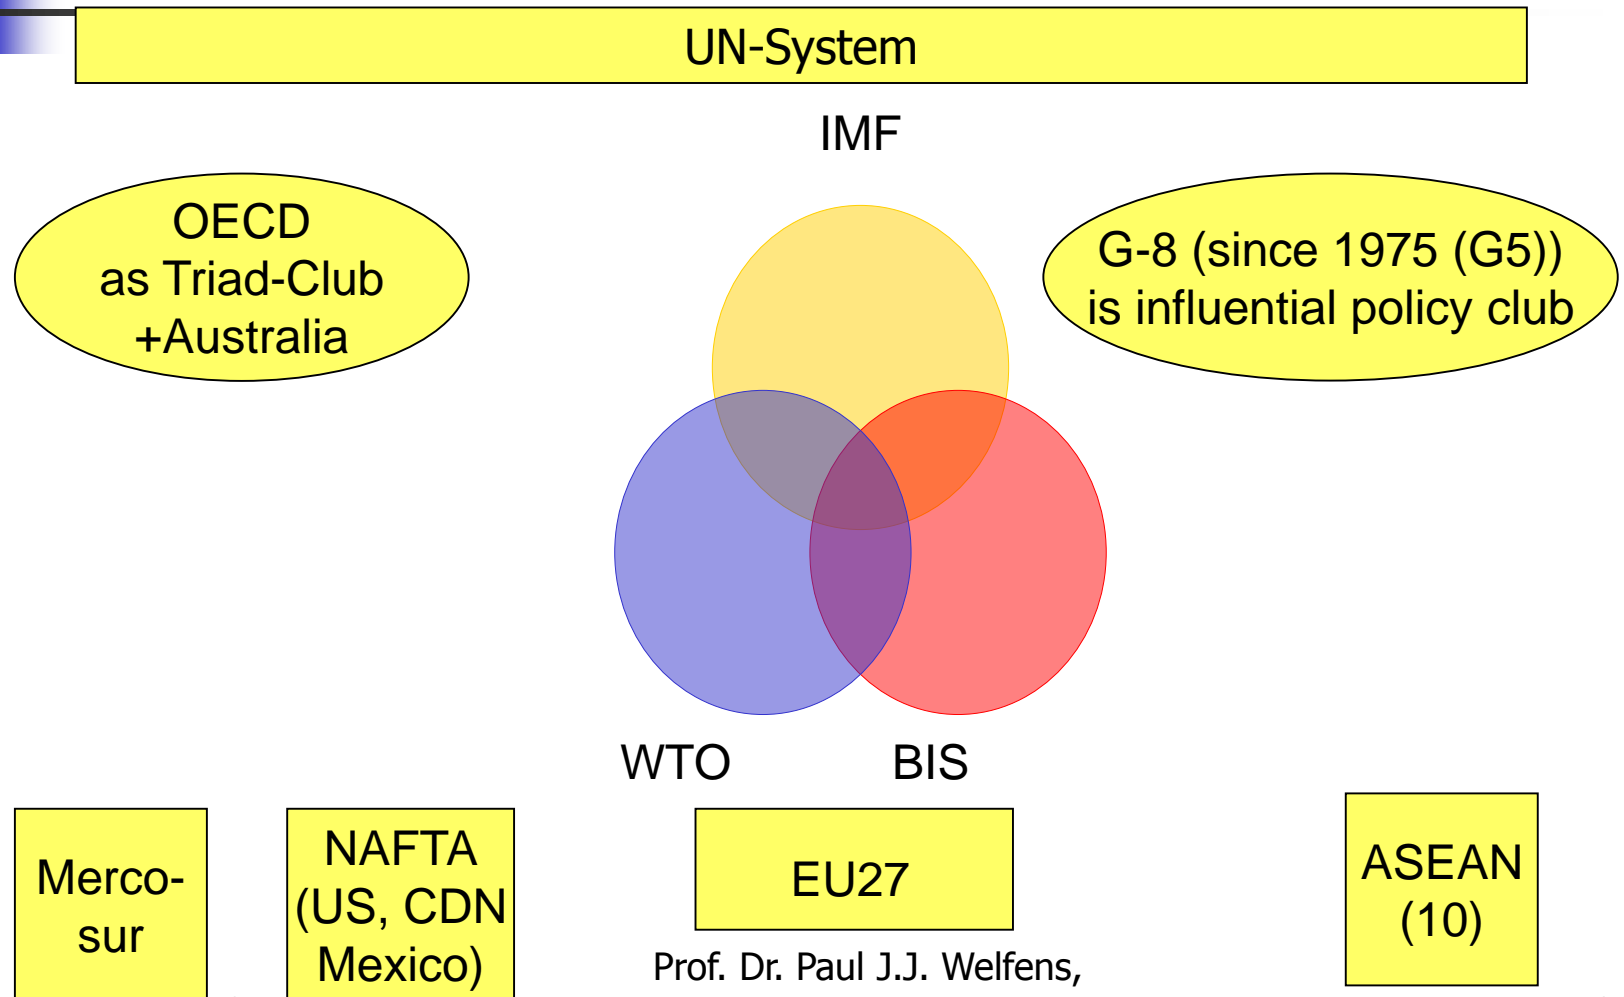 UN-System
IMF
OECD
as Triad-Club
+Australia
G-8 (since 1975 (G5))
is influential policy club
WTO
BIS
Merco-
sur
NAFTA
(US, CDN
Mexico)
EU27
ASEAN
(10)
Prof. Dr. Paul J.J. Welfens,